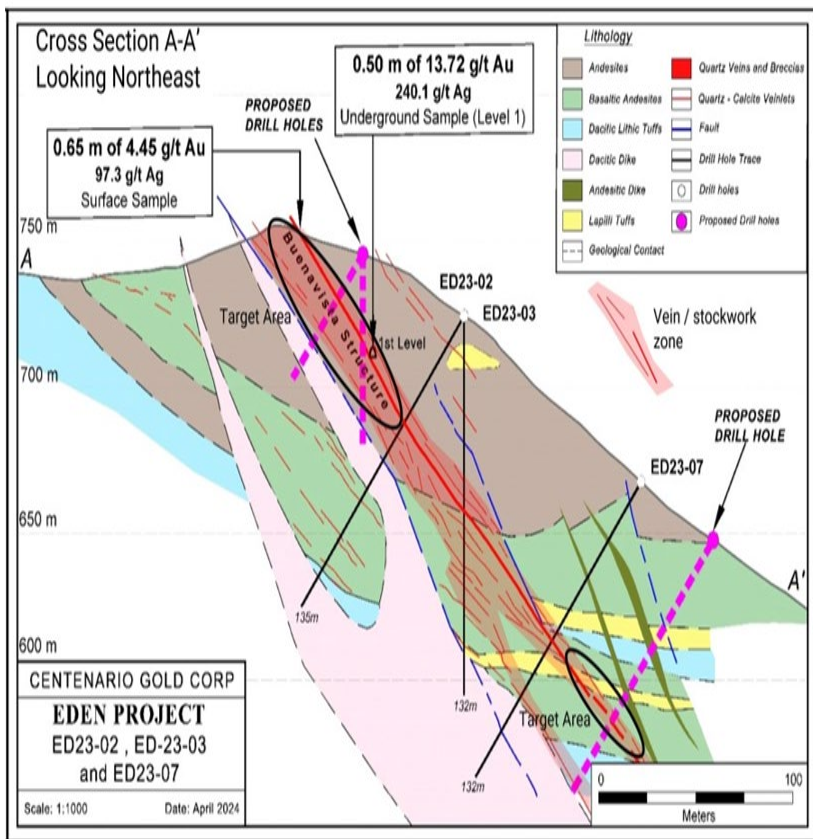 Cross Section A-A'
Looking Northeast
PROPOSED
DRILL HOLES
0.50 m of 13.72 g/t Au
240.1 g/t Ag
Underground Sample (Level 1)
0.65 m of 4.45 g/t Au
97.3 g/t Ag
Surface Sample
Lithology
Andesites
Basaltic Andesites
Dacitic Lithic Tuffs
Dacitic Dike
Andesitic Dike
Lapilli Tuffs
Geological Contact
Quartz Veins and Breccias
Quartz - Calcite Veinlets
Fault
Drill Hole Trace
Drill holes
Proposed Drill holes
750 m
A
Buenavista Structure
Target Area
1st Level
ED23-02
ED23-03
Vein / stockwork
zone
700 m
PROPOSED
DRILL HOLE
ED23-07
650 m
A'
135m
600 m
132m
Target Area
132m
CENTENARIO GOLD CORP
EDEN PROJECT
ED23-02 , ED-23-03
and ED23-07
Scale: 1:1000
Date: April 2024
0
100
Meters